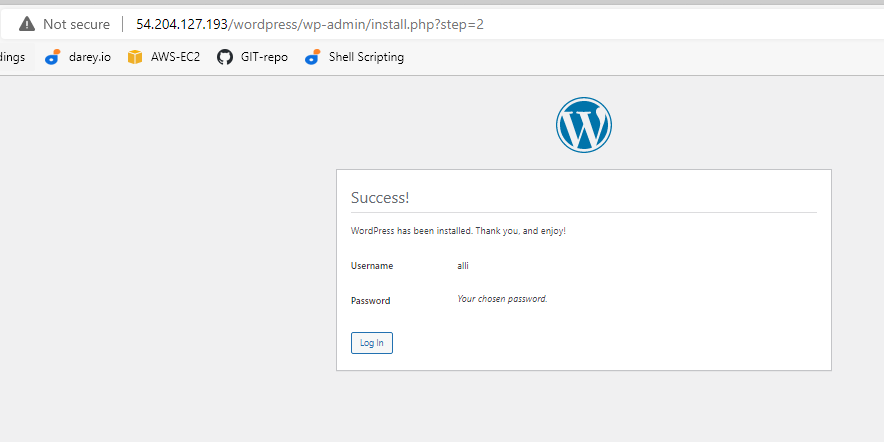 Not secure 54.204.127.193/wordpress/wp-admin/install.php?step=2
dings darey.io AWS-EC2 GIT-repo Shell Scripting
Success!
WordPress has been installed. Thank you, and enjoy!
Username alli
Password Your chosen password.
Log In